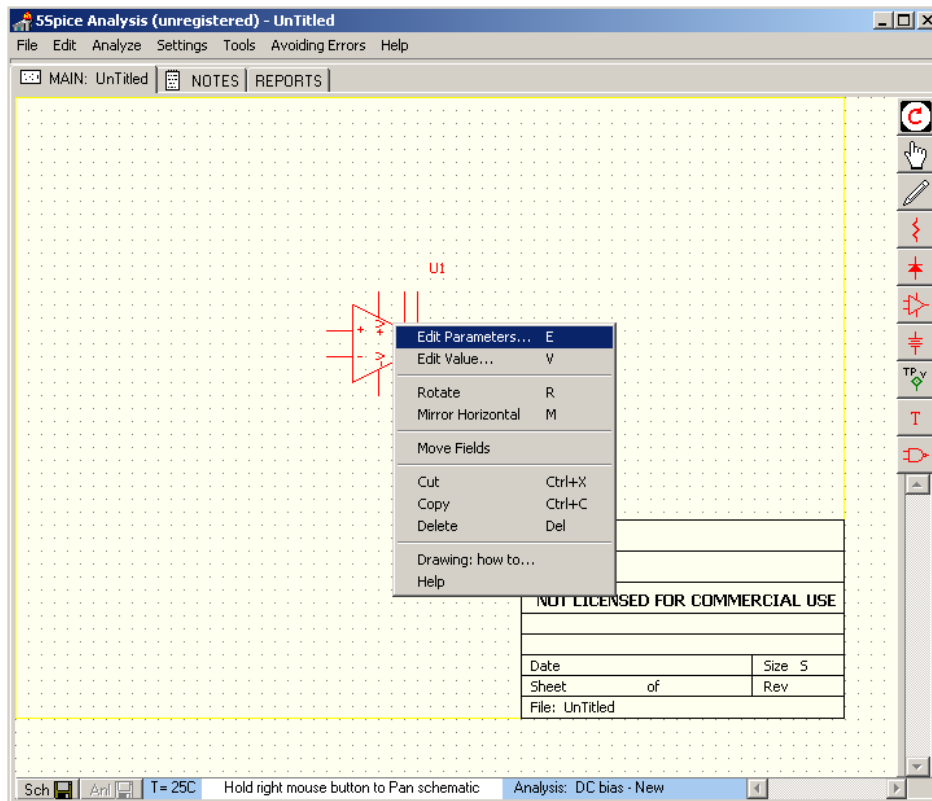 5Spice Analysis (unregistered) - UnTitled
File Edit Analyze Settings Tools Avoiding Errors Help
MAIN: UnTitled NOTES REPORTS
U1
Edit Parameters... E
Edit Value... V
Rotate R
Mirror Horizontal M
Move Fields
Cut Ctrl+X
Copy Ctrl+C
Delete Del
Drawing: how to...
Help
TP V
T
NOT LICENSED FOR COMMERCIAL USE
Date Size S
Sheet of Rev
File: UnTitled
Sch Anl T= 25C Hold right mouse button to Pan schematic Analysis: DC bias - New